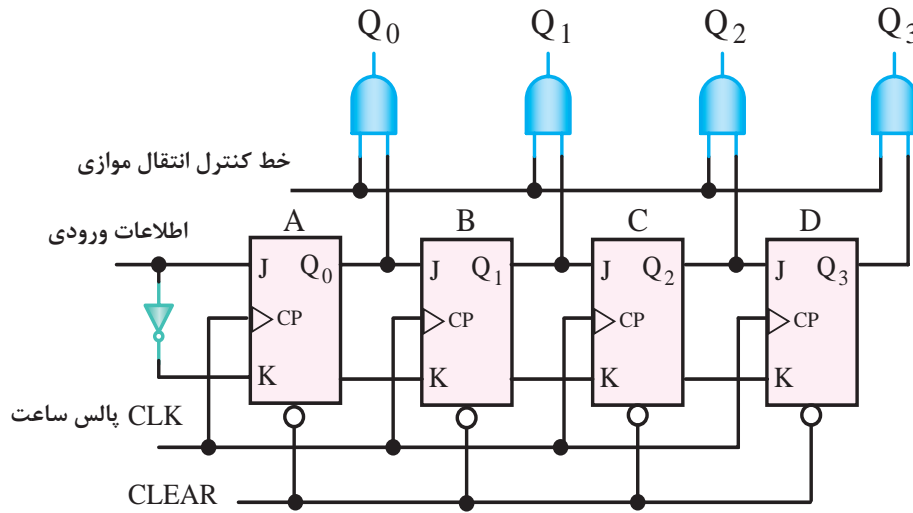 Q0 Q1 Q2 Q3
خط کنترل انتقال موازی
A B C D
اطلاعات ورودی
J Q0 J Q1 J Q2 J Q3
CP CP CP CP
K K K K
پالس ساعت CLK
CLEAR